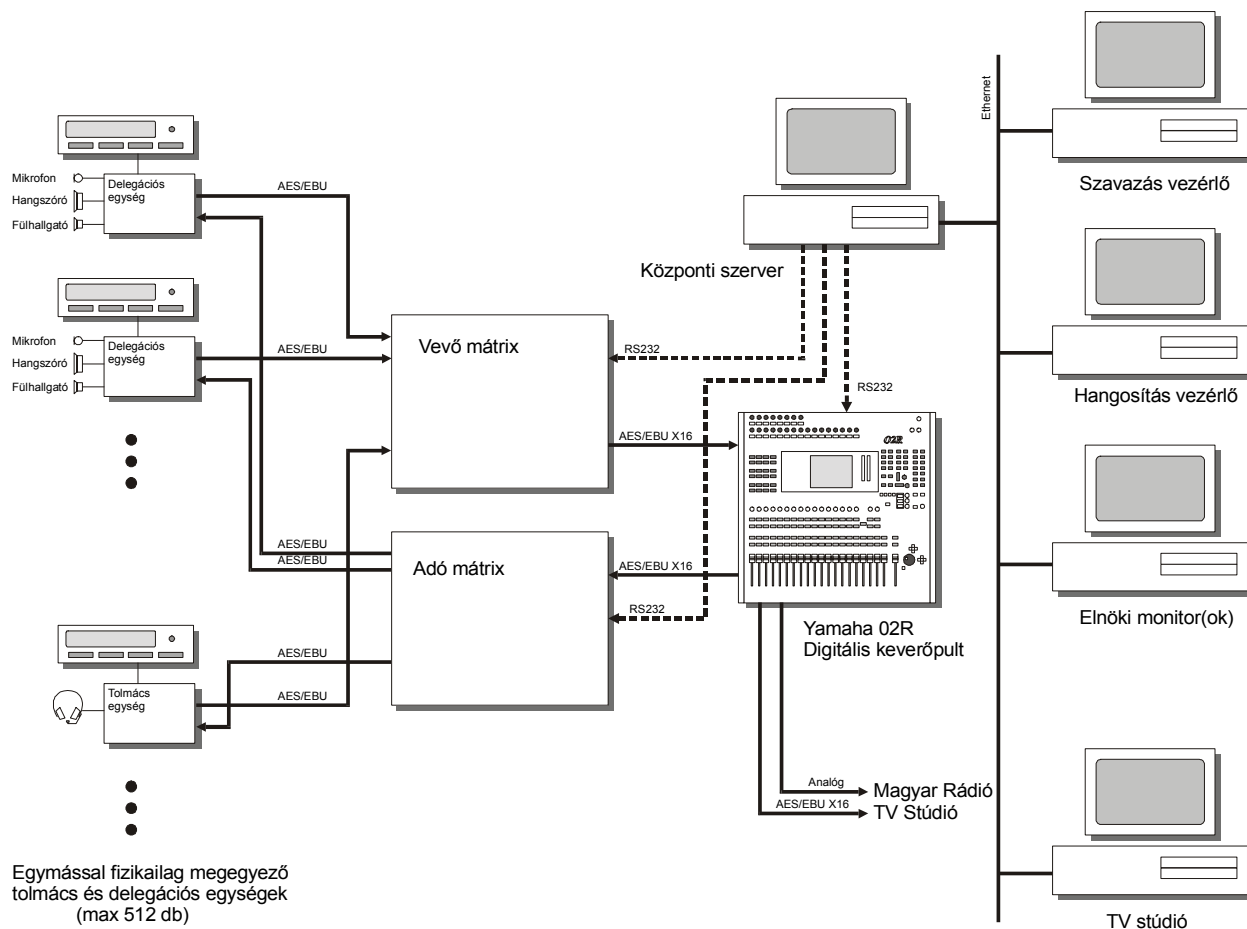 Mikrofon
Hangszóró
Fülhallgató
Delegációs
egység
AES/EBU
Mikrofon
Hangszóró
Fülhallgató
Delegációs
egység
AES/EBU
Vevő mátrix
RS232
AES/EBU X16
AES/EBU
AES/EBU
Adó mátrix
AES/EBU X16
RS232
Tolmács
egység
AES/EBU
AES/EBU
Egymással fizikailag megegyező
tolmács és delegációs egységek
(max 512 db)
Központi szerver
RS232
02R
Yamaha 02R
Digitális keverőpult
Analóg
Magyar Rádió
AES/EBU X16
TV Stúdió
Ethernet
Szavazás vezérlő
Hangosítás vezérlő
Elnöki monitor(ok)
TV stúdió